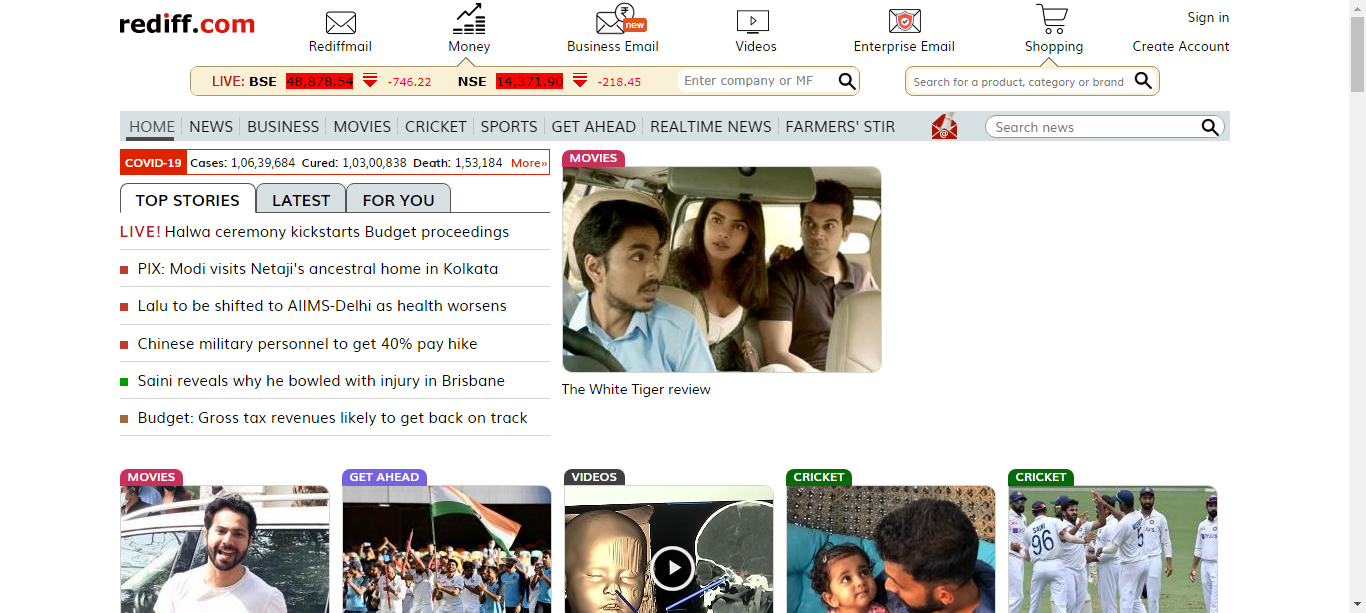 rediff.com
Rediffmail
Money
new
Business Email
Videos
Enterprise Email
Shopping
Sign in
Create Account
LIVE: BSE 48,878.54 -746.22 NSE 14,371.90 -218.45 Enter company or MF
Search for a product, category or brand
HOME NEWS BUSINESS MOVIES CRICKET SPORTS GET AHEAD REALTIME NEWS FARMERS' STIR
Search news
COVID-19 Cases: 1,06,39,684 Cured: 1,03,00,838 Death: 1,53,184 More»
TOP STORIES LATEST FOR YOU
LIVE! Halwa ceremony kickstarts Budget proceedings
PIX: Modi visits Netaji's ancestral home in Kolkata
Lalu to be shifted to AIIMS-Delhi as health worsens
Chinese military personnel to get 40% pay hike
Saini reveals why he bowled with injury in Brisbane
Budget: Gross tax revenues likely to get back on track
MOVIES
The White Tiger review
MOVIES
GET AHEAD
VIDEOS
CRICKET
CRICKET
SAINI
96
5